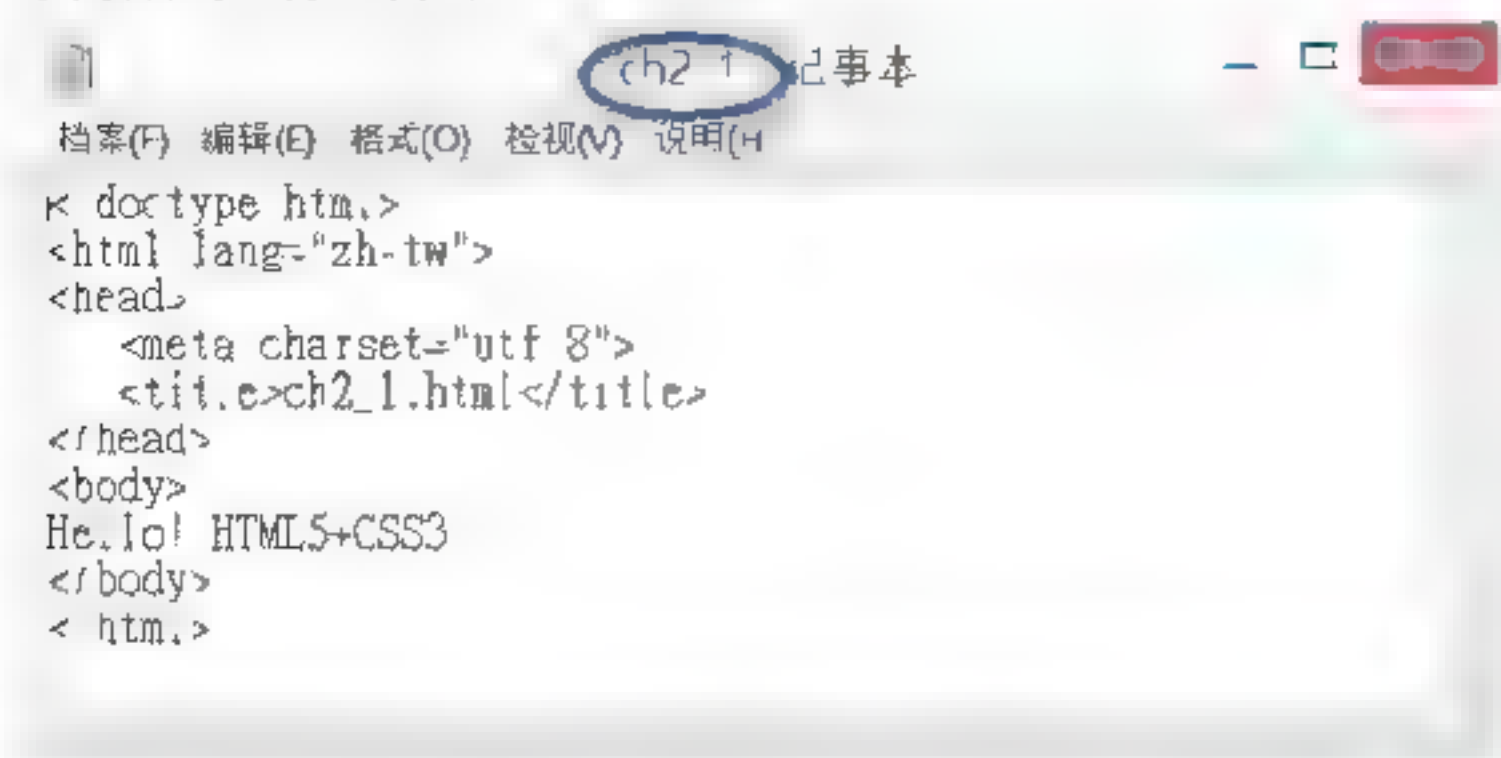 ch2_1 记事本
档案(F) 编辑(E) 格式(O) 检视(V) 说明(H
<!doctype html>
<html lang="zh-tw">
<head>
<meta charset="utf-8">
<title>ch2_1.html</title>
</head>
<body>
Hello! HTML5+CSS3
</body>
</html>